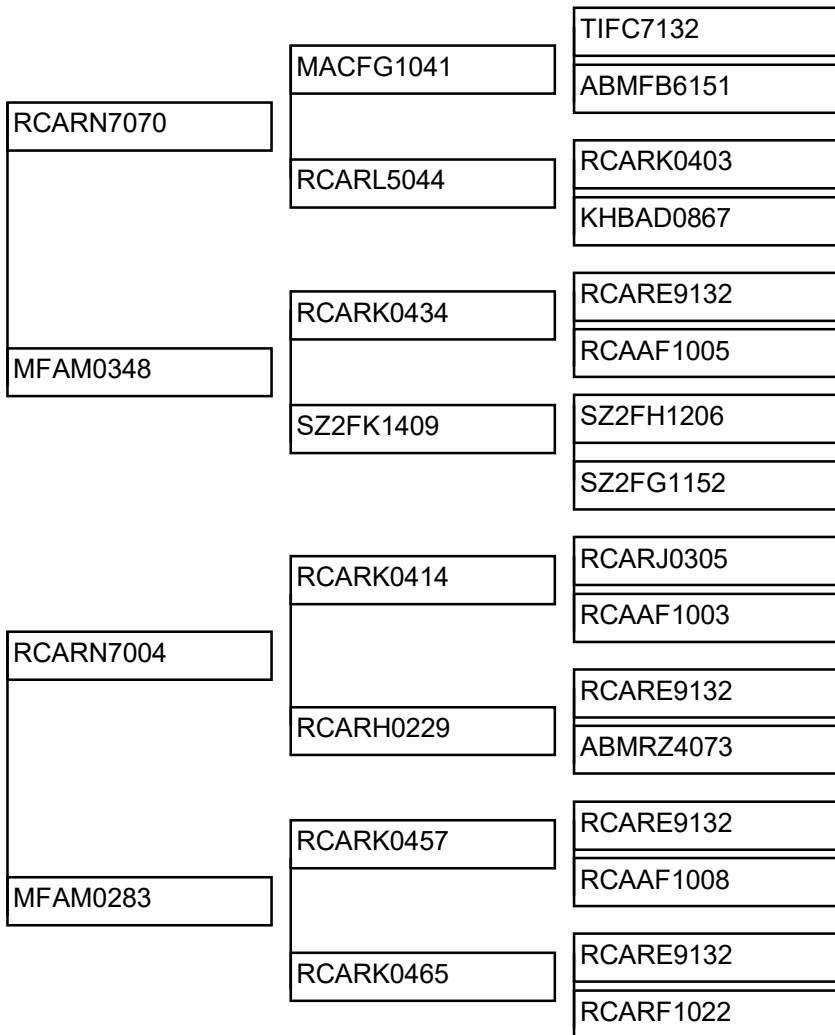 TIFC7132
MACFG1041
ABMFB6151
RCARN7070
RCARK0403
RCARL5044
KHBAD0867
RCARE9132
RCARK0434
RCAAF1005
MFAM0348
SZ2FH1206
SZ2FK1409
SZ2FG1152
RCARJ0305
RCARK0414
RCAAF1003
RCARN7004
RCARE9132
RCARH0229
ABMRZ4073
RCARE9132
RCARK0457
RCAAF1008
MFAM0283
RCARE9132
RCARK0465
RCARF1022